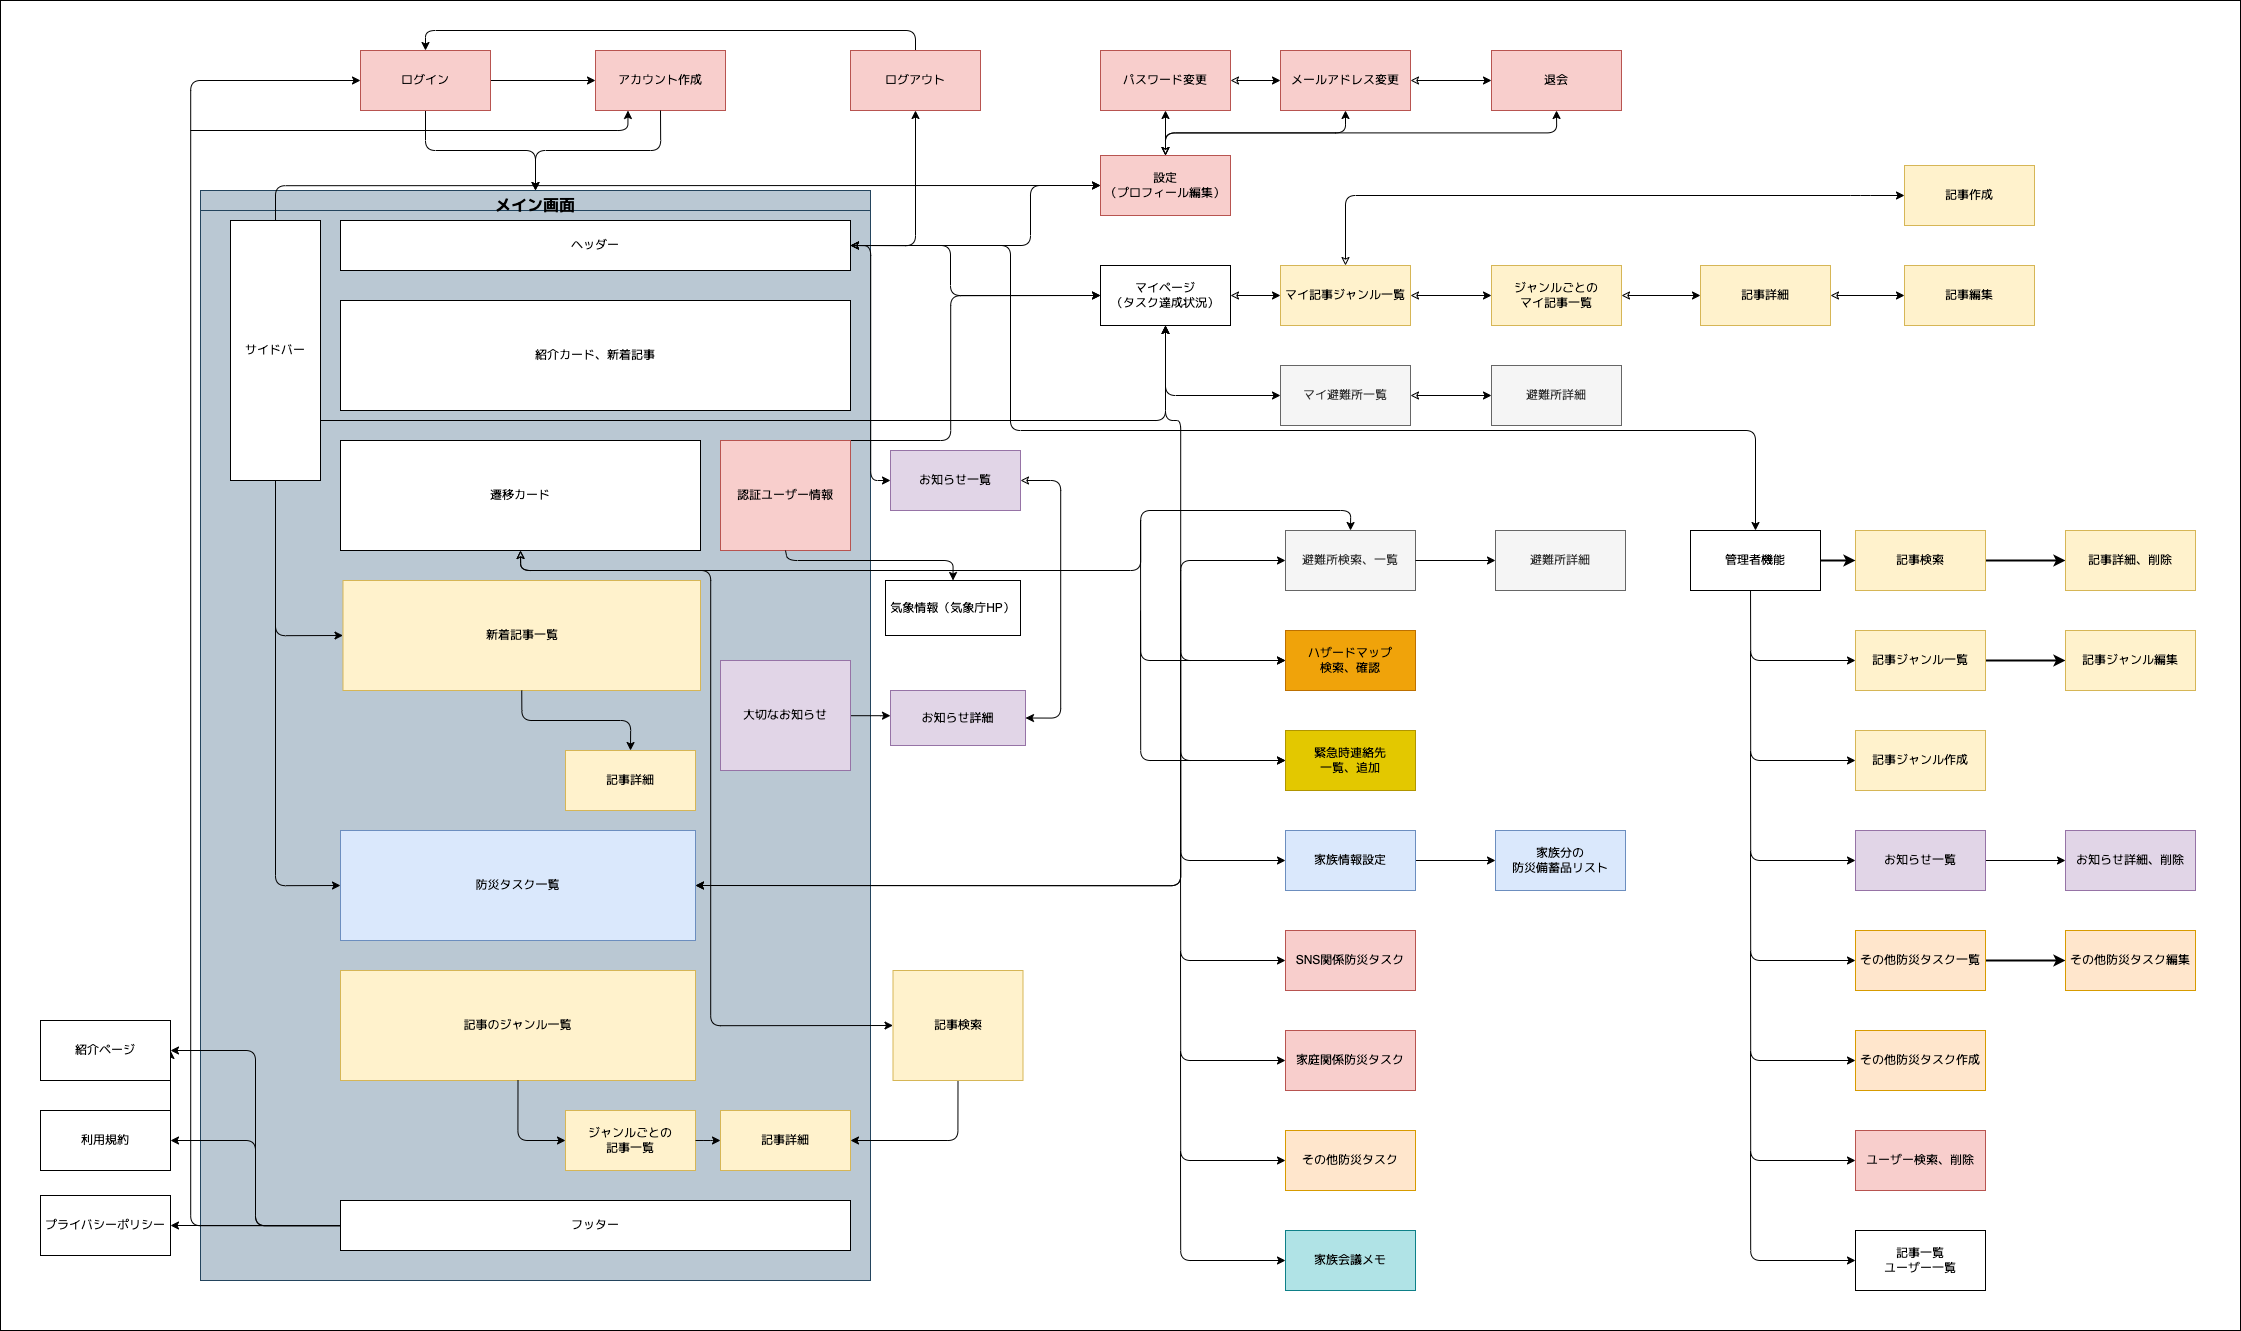 ログイン
アカウント作成
ログアウト
パスワード変更
メールアドレス変更
退会
設定
（プロフィール編集）
記事作成
メイン画面
サイドバー
ヘッダー
マイページ
（タスク達成状況）
マイ記事ジャンル一覧
ジャンルごとの
マイ記事一覧
記事詳細
記事編集
紹介カード、新着記事
マイ避難所一覧
避難所詳細
遷移カード
認証ユーザー情報
お知らせ一覧
気象情報（気象庁HP）
避難所検索、一覧
避難所詳細
管理者機能
記事検索
記事詳細、削除
新着記事一覧
ハザードマップ
検索、確認
記事ジャンル一覧
記事ジャンル編集
大切なお知らせ
お知らせ詳細
記事詳細
緊急時連絡先
一覧、追加
記事ジャンル作成
防災タスク一覧
家族情報設定
家族分の
防災備蓄品リスト
お知らせ一覧
お知らせ詳細、削除
SNS関係防災タスク
その他防災タスク一覧
その他防災タスク編集
記事のジャンル一覧
記事検索
家庭関係防災タスク
その他防災タスク作成
紹介ページ
利用規約
ジャンルごとの
記事一覧
記事詳細
その他防災タスク
ユーザー検索、削除
プライバシーポリシー
フッター
家族会議メモ
記事一覧
ユーザー一覧